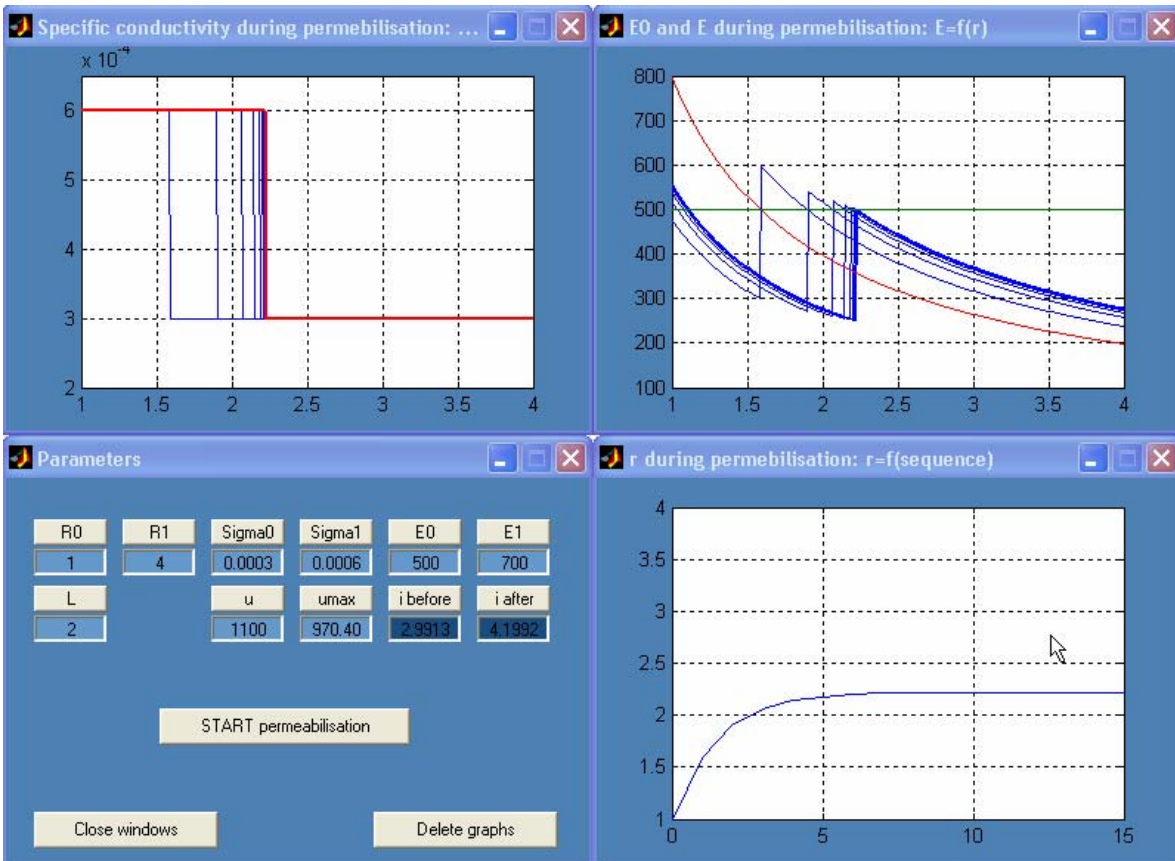 Specific conductivity during permebilisation: ...
x 10⁻⁴
6
5
4
3
2
1 1.5 2 2.5 3 3.5 4
E0 and E during permebilisation: E=f(r)
800
700
600
500
400
300
200
100
1 1.5 2 2.5 3 3.5 4
Parameters
R0 R1 Sigma0 Sigma1 E0 E1
1 4 0.0003 0.0006 500 700
L u umax i before i after
2 1100 970.40 2.9913 4.1992
START permeabilisation
Close windows Delete graphs
r during permebilisation: r=f(sequence)
4
3.5
3
2.5
2
1.5
1
0 5 10 15